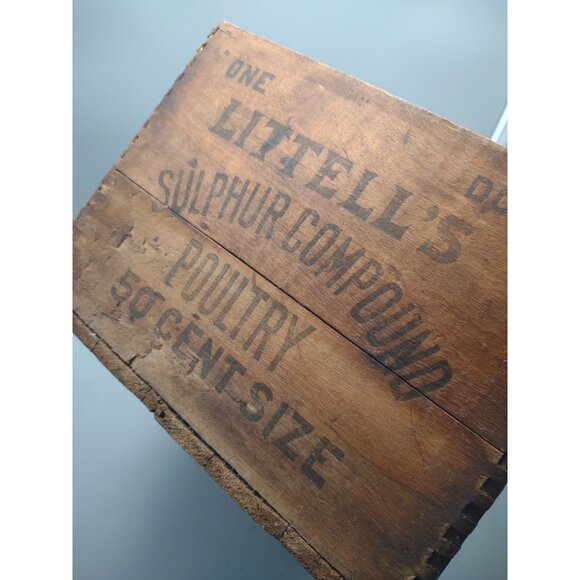 ONE
LITTELL'S
SULPHUR COMPOUND
POULTRY
50 CENT SIZE